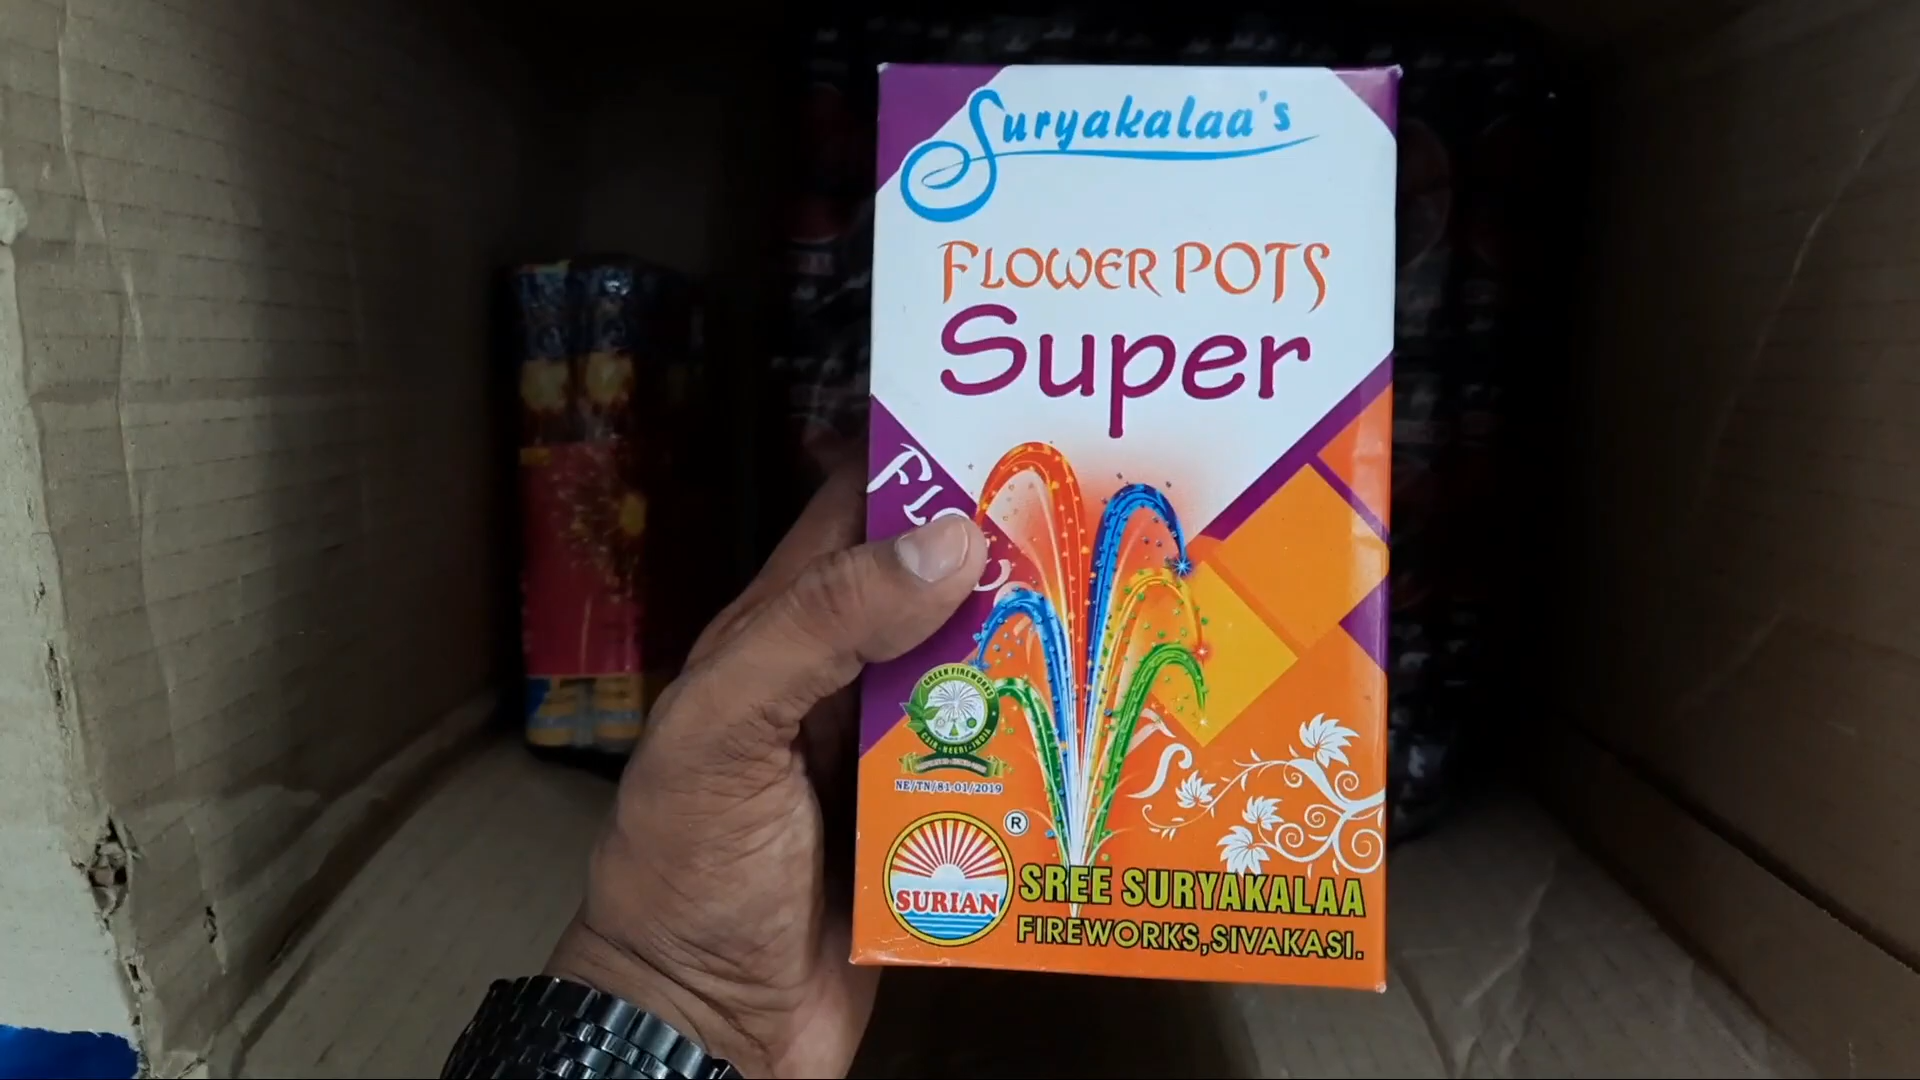 Suryakalaa's
FLOWER POTS
Super
FLO
GREEN FIREWORKS
CSIR-NEERI-INDIA
NE/TN/81-01/2019
®
SURIAN
SREE SURYAKALAA
FIREWORKS,SIVAKASI.